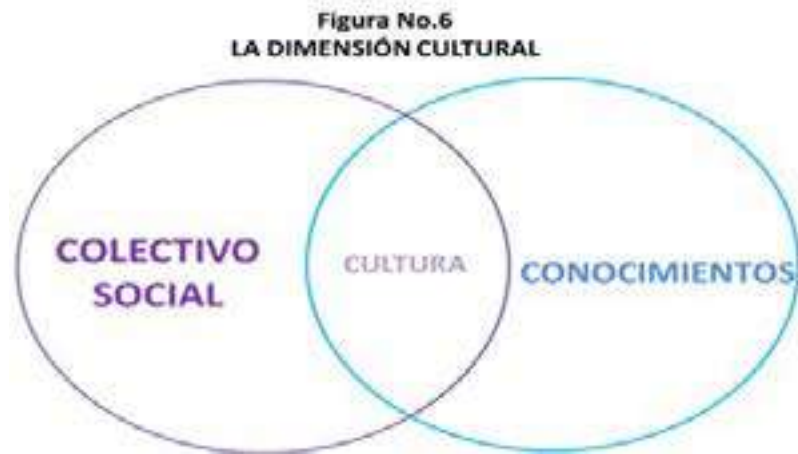 Figura No.6
LA DIMENSIÓN CULTURAL
COLECTIVO
SOCIAL
CULTURA
CONOCIMIENTOS